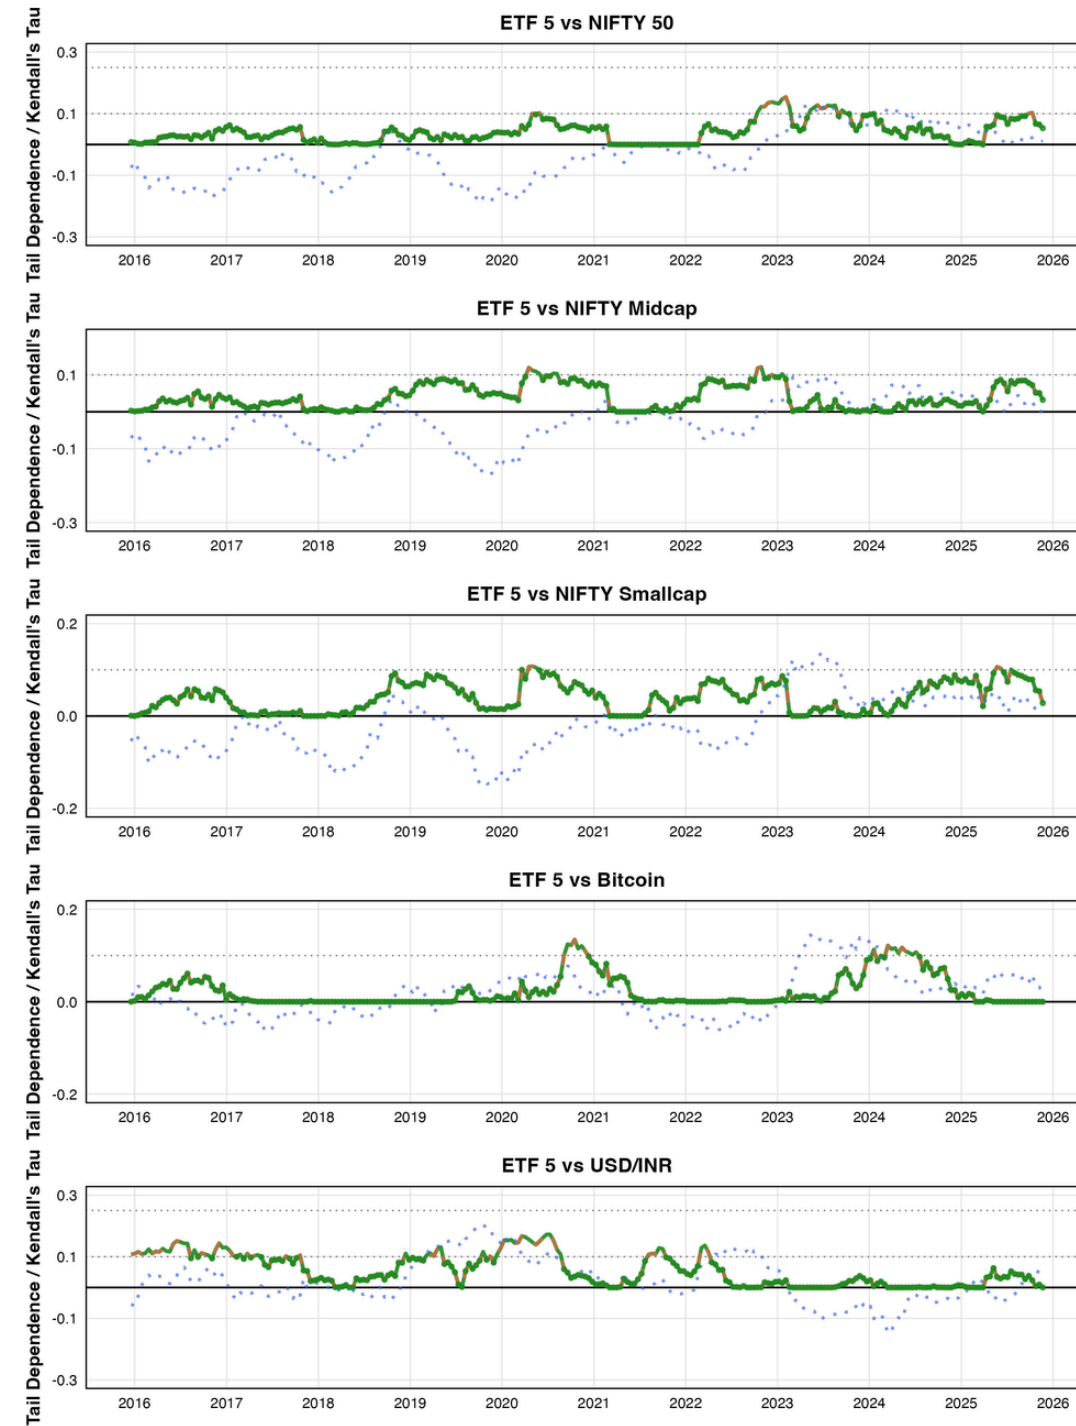 ETF 5 vs NIFTY 50
Tail Dependence / Kendall's Tau
0.3
0.1
-0.1
-0.3
2016 2017 2018 2019 2020 2021 2022 2023 2024 2025 2026
ETF 5 vs NIFTY Midcap
Tail Dependence / Kendall's Tau
0.1
-0.1
-0.3
2016 2017 2018 2019 2020 2021 2022 2023 2024 2025 2026
ETF 5 vs NIFTY Smallcap
Tail Dependence / Kendall's Tau
0.2
0.0
-0.2
2016 2017 2018 2019 2020 2021 2022 2023 2024 2025 2026
ETF 5 vs Bitcoin
Tail Dependence / Kendall's Tau
0.2
0.0
-0.2
2016 2017 2018 2019 2020 2021 2022 2023 2024 2025 2026
ETF 5 vs USD/INR
Tail Dependence / Kendall's Tau
0.3
0.1
-0.1
-0.3
2016 2017 2018 2019 2020 2021 2022 2023 2024 2025 2026